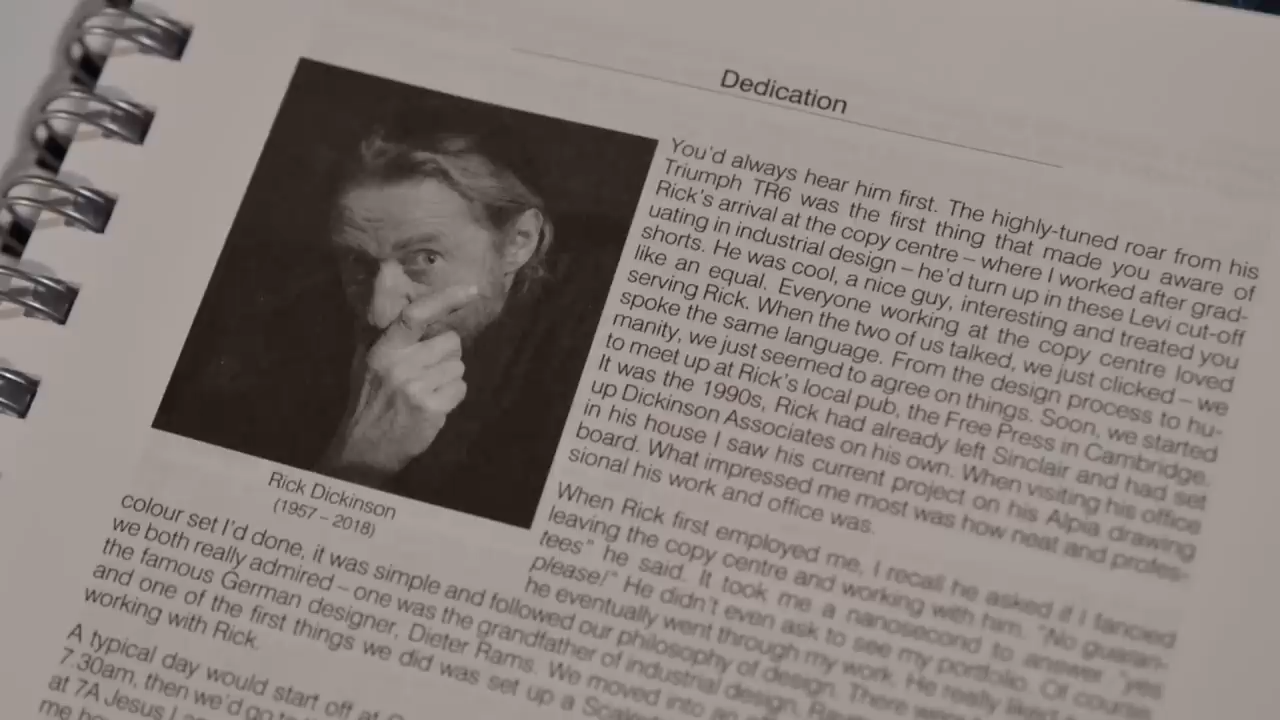 Dedication
You'd always hear him first. The highly-tuned roar from his
Triumph TR6 was the first thing that made you aware of
Rick's arrival at the copy centre – where I worked after grad-
uating in industrial design – he'd turn up in these Levi cut-off
shorts. He was cool, a nice guy, interesting and treated you
like an equal. Everyone working at the copy centre loved
serving Rick. When the two of us talked, we just clicked – we
spoke the same language. From the design process to hu-
manity, we just seemed to agree on things. Soon, we started
to meet up at Rick's local pub, the Free Press in Cambridge.
It was the 1990s, Rick had already left Sinclair and had set
up Dickinson Associates on his own. When visiting his office
in his house I saw his current project on his Alpia drawing
board. What impressed me most was how neat and profes-
sional his work and office was.
Rick Dickinson
(1957 – 2018)
When Rick first employed me, I recall he asked if I fancied
leaving the copy centre and working with him. "No guaran-
tees" he said. It took me a nanosecond to answer, "yes
please!" He didn't even ask to see my portfolio. Of course
he eventually went through my work. He really liked
colour set I'd done, it was simple and followed our philosophy of design. There were
we both really admired – one was the grandfather of industrial design,
the famous German designer, Dieter Rams. We moved into an
and one of the first things we did was set up a
working with Rick.
A typical day would start off at
7.30am, then we'd go
at 7A Jesus
me